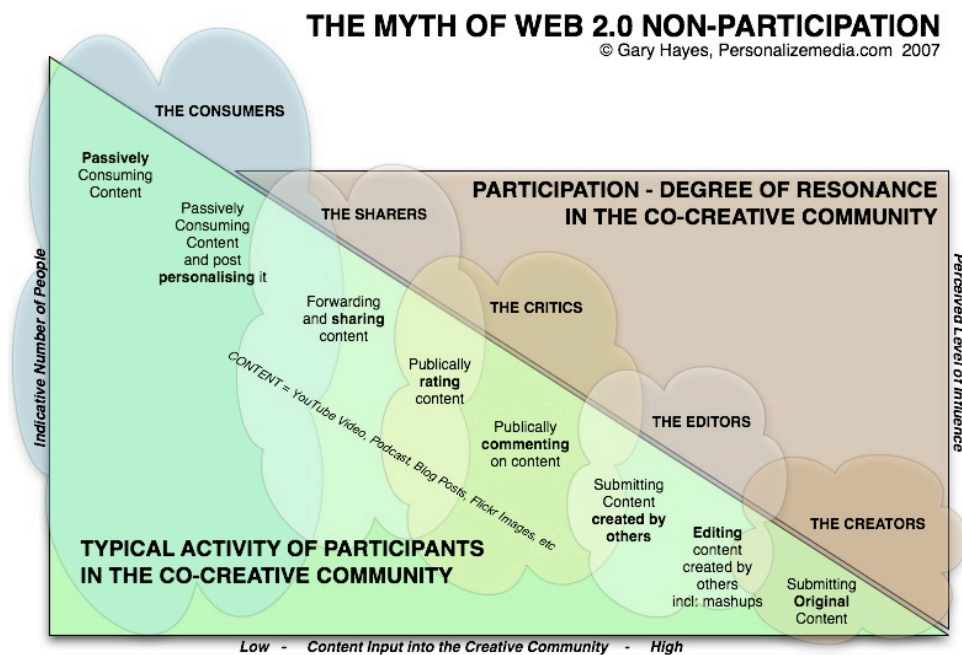 THE MYTH OF WEB 2.0 NON-PARTICIPATION
© Gary Hayes, Personalizemedia.com 2007
THE CONSUMERS
Passively
Consuming
Content
Passively
Consuming
Content
and post
personalising it
THE SHARERS
PARTICIPATION - DEGREE OF RESONANCE
IN THE CO-CREATIVE COMMUNITY
Forwarding
and sharing
content
THE CRITICS
Publically
rating
content
Publically
commenting
on content
THE EDITORS
Submitting
Content
created by
others
Editing
content
created by
others
incl: mashups
THE CREATORS
Submitting
Original
Content
CONTENT = YouTube Video, Podcast, Blog Posts, Flickr Images, etc
TYPICAL ACTIVITY OF PARTICIPANTS
IN THE CO-CREATIVE COMMUNITY
Indicative Number of People
Perceived Level of Influence
Low - Content Input into the Creative Community - High